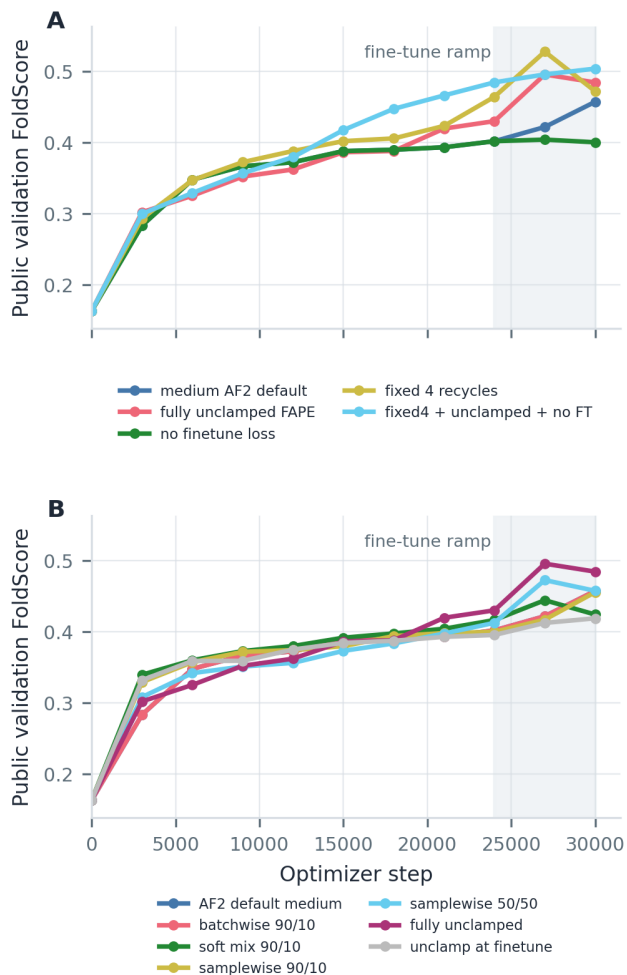 A
fine-tune ramp
0.5
0.4
0.3
0.2
Public validation FoldScore
medium AF2 default
fully unclamped FAPE
no finetune loss
fixed 4 recycles
fixed4 + unclamped + no FT
B
fine-tune ramp
0.5
0.4
0.3
0.2
Public validation FoldScore
0 5000 10000 15000 20000 25000 30000
Optimizer step
AF2 default medium
batchwise 90/10
soft mix 90/10
samplewise 90/10
samplewise 50/50
fully unclamped
unclamp at finetune